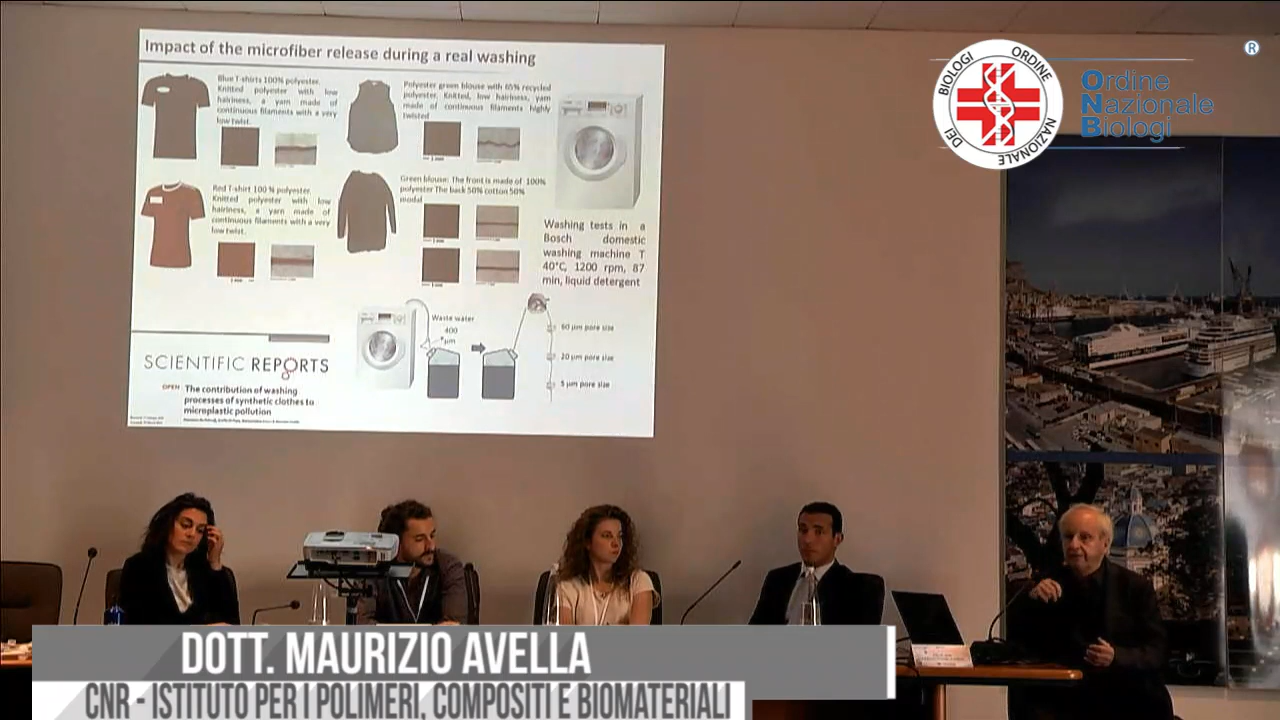 Impact of the microfiber release during a real washing
Blue T-shirts 100% polyester.
Knitted polyester with low
hairiness, a yarn made of
continuous filaments with a very
low twist.
Polyester green blouse with 65% recycled
polyester, Knitted, low hairiness, yarn
made of continuous filaments highly
twisted
Red T-shirt 100 % polyester.
Knitted polyester with low
hairiness, a yarn made of
continuous filaments with a very
low twist.
Green blouse: The front is made of 100%
polyester The back 50% cotton 50%
modal
Washing tests in a
Bosch domestic
washing machine T
40°C, 1200 rpm, 87
min, liquid detergent
Waste water
400
µm
60 µm pore size
20 µm pore size
5 µm pore size
SCIENTIFIC REPORTS
OPEN The contribution of washing
processes of synthetic clothes to
microplastic pollution
ORDINE NAZIONALE DEI BIOLOGI
Ordine
Nazionale
Biologi
®
DOTT. MAURIZIO AVELLA
CNR - ISTITUTO PER I POLIMERI, COMPOSITI E BIOMATERIALI